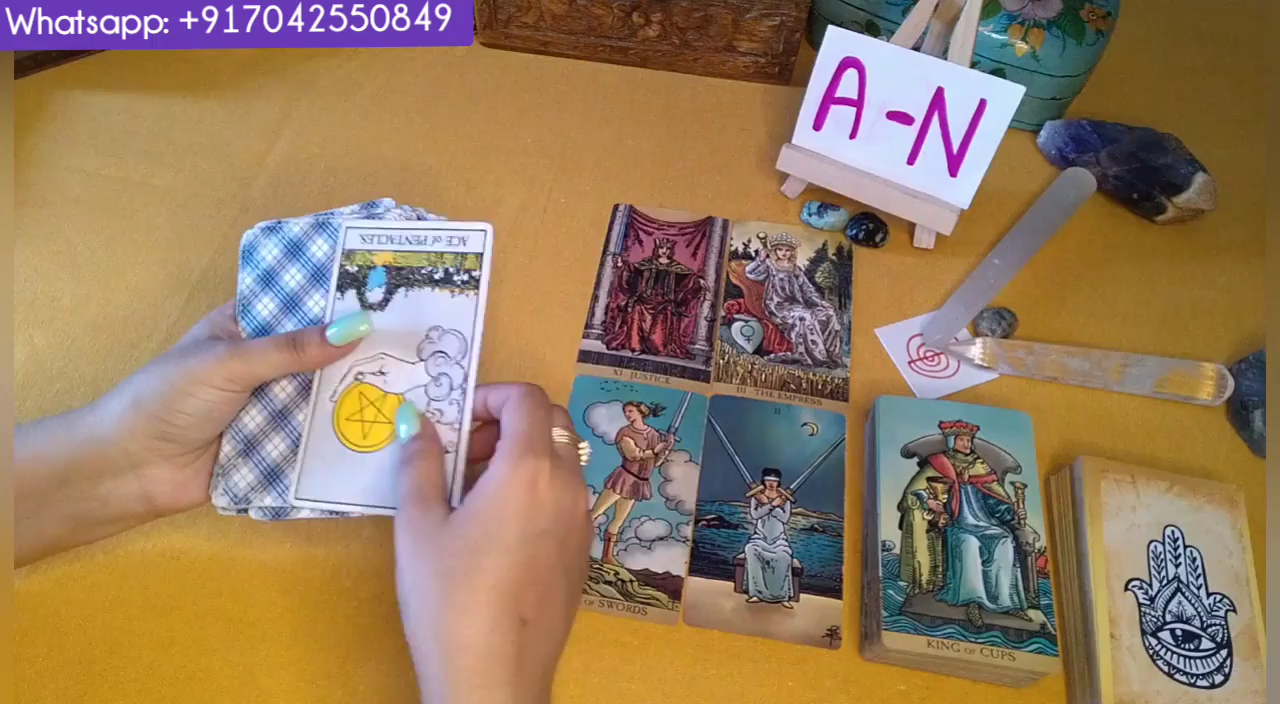 Whatsapp: +917042550849
A-N
ACE of PENTACLES.
XI · JUSTICE
III · THE EMPRESS
II
OF SWORDS
KING OF CUPS